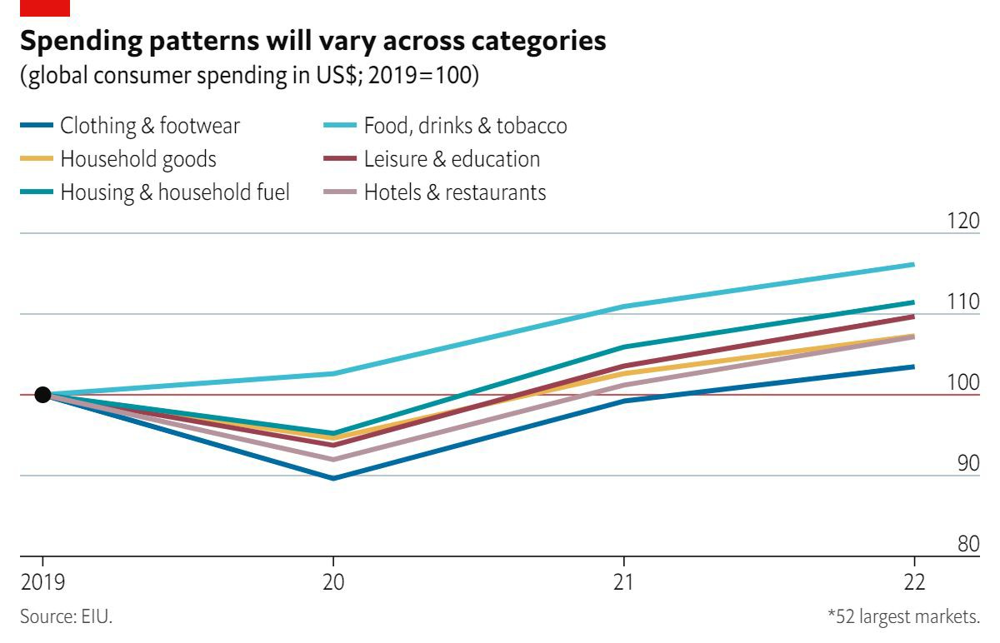 Spending patterns will vary across categories
(global consumer spending in US$; 2019=100)
Clothing & footwear
Food, drinks & tobacco
Household goods
Leisure & education
Housing & household fuel
Hotels & restaurants
120
110
100
90
80
2019
20
21
22
Source: EIU.
*52 largest markets.